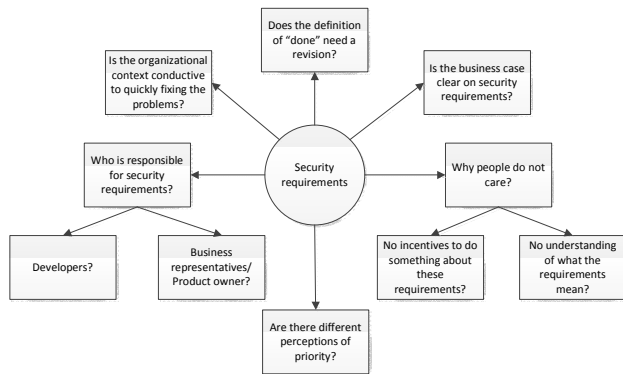 Does the definition
of “done” need a
revision?
Is the organizational
context conductive
to quickly fixing the
problems?
Is the business case
clear on security
requirements?
Who is responsible
for security
requirements?
Security
requirements
Why people do not
care?
Developers?
Business
representatives/
Product owner?
No incentives to do
something about
these
requirements?
No understanding
of what the
requirements
mean?
Are there different
perceptions of
priority?